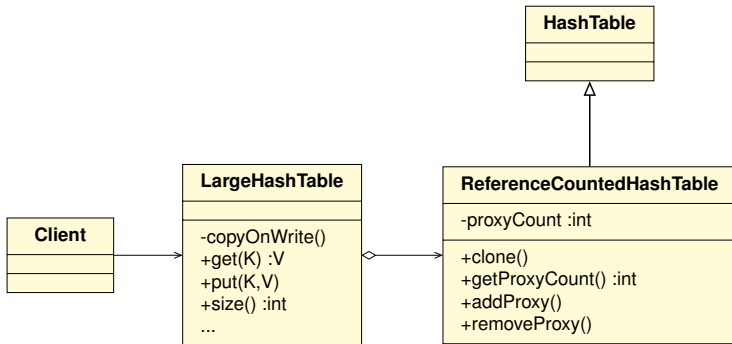 HashTable
LargeHashTable
-copyOnWrite()
+get(K) :V
+put(K,V)
+size() :int
...
ReferenceCountedHashTable
-proxyCount :int
+clone()
+getProxyCount() :int
+addProxy()
+removeProxy()
Client